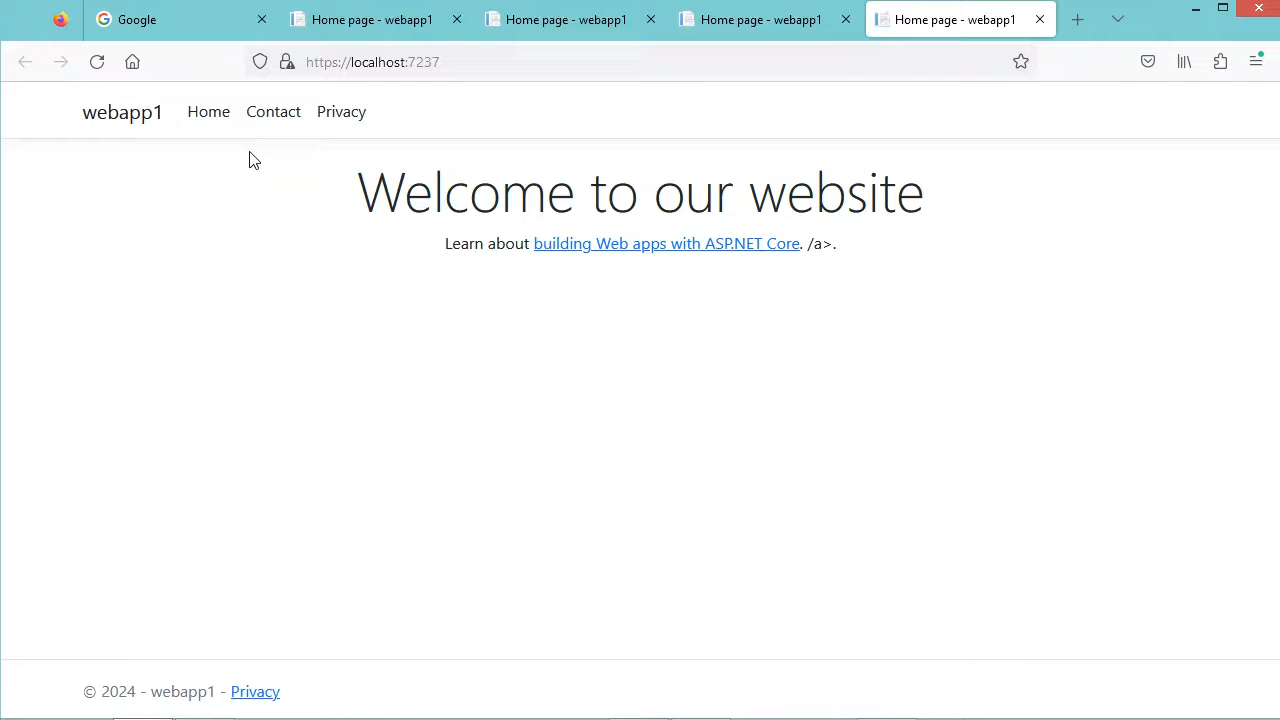 Google
Home page - webapp1
Home page - webapp1
Home page - webapp1
Home page - webapp1
https://localhost:7237
webapp1 Home Contact Privacy
Welcome to our website
Learn about building Web apps with ASP.NET Core. /a>.
© 2024 - webapp1 - Privacy